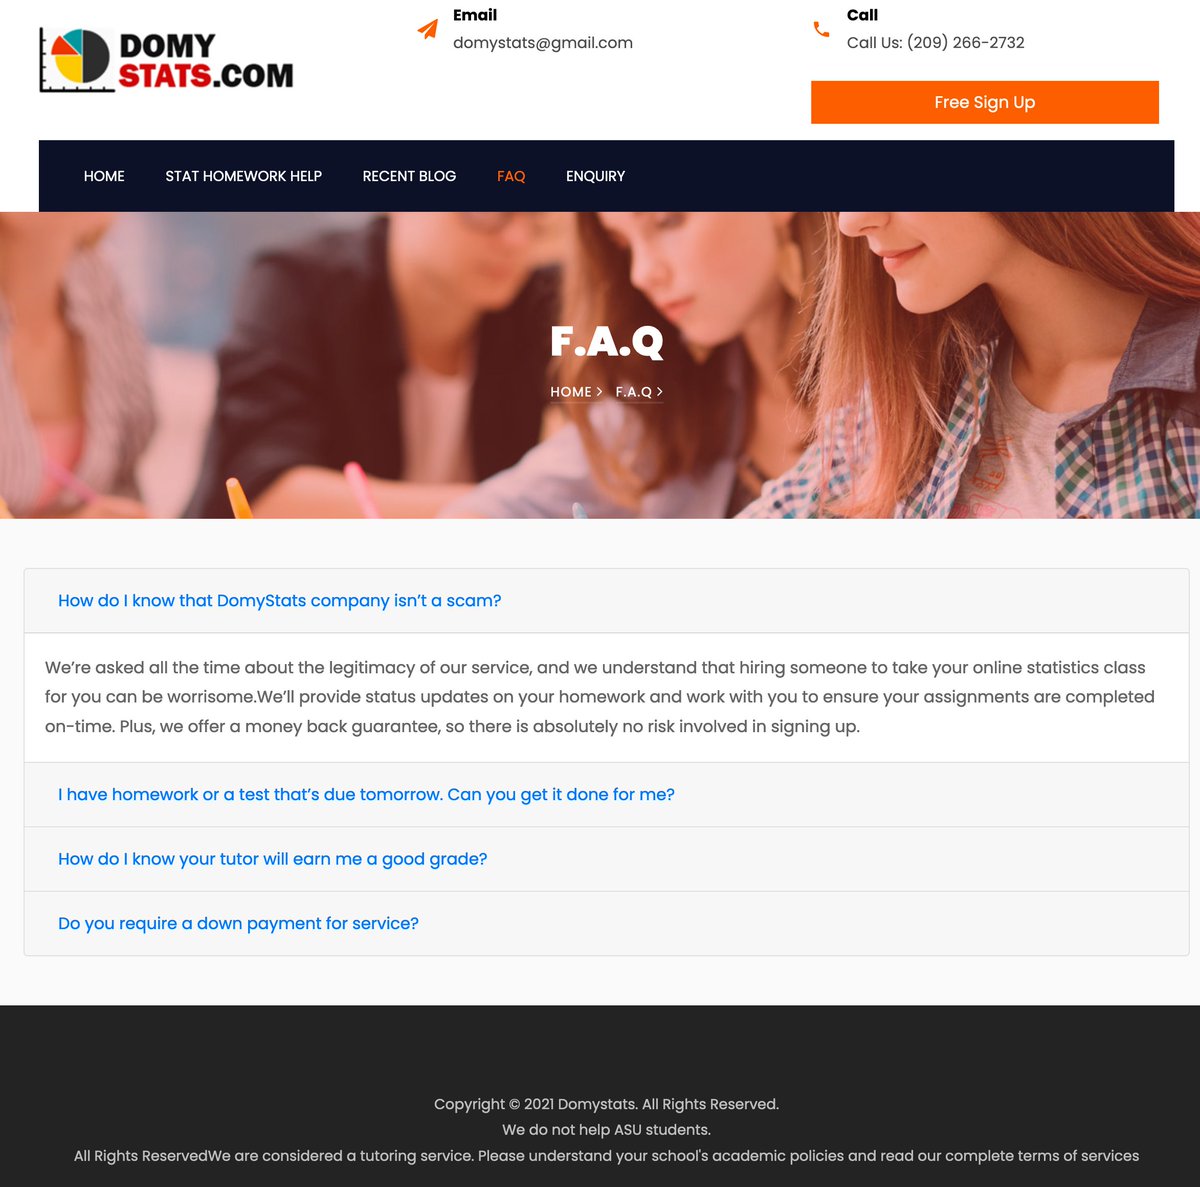 DOMY
STATS.COM
Email
domystats@gmail.com
Call
Call Us: (209) 266-2732
Free Sign Up
HOME
STAT HOMEWORK HELP
RECENT BLOG
FAQ
ENQUIRY
F.A.Q
HOME > F.A.Q >
How do I know that DomyStats company isn’t a scam?
We’re asked all the time about the legitimacy of our service, and we understand that hiring someone to take your online statistics class
for you can be worrisome.We’ll provide status updates on your homework and work with you to ensure your assignments are completed
on-time. Plus, we offer a money back guarantee, so there is absolutely no risk involved in signing up.
I have homework or a test that’s due tomorrow. Can you get it done for me?
How do I know your tutor will earn me a good grade?
Do you require a down payment for service?
Copyright © 2021 Domystats. All Rights Reserved.
We do not help ASU students.
All Rights ReservedWe are considered a tutoring service. Please understand your school's academic policies and read our complete terms of services